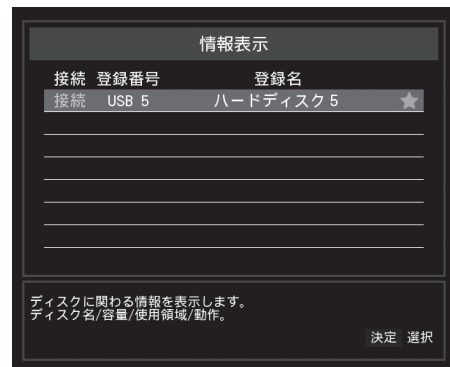 情報表示
接続 登録番号 登録名
接続 USB 5 ハードディスク 5 ★
ディスクに関わる情報を表示します。
ディスク名/容量/使用領域/動作。
決定 選択